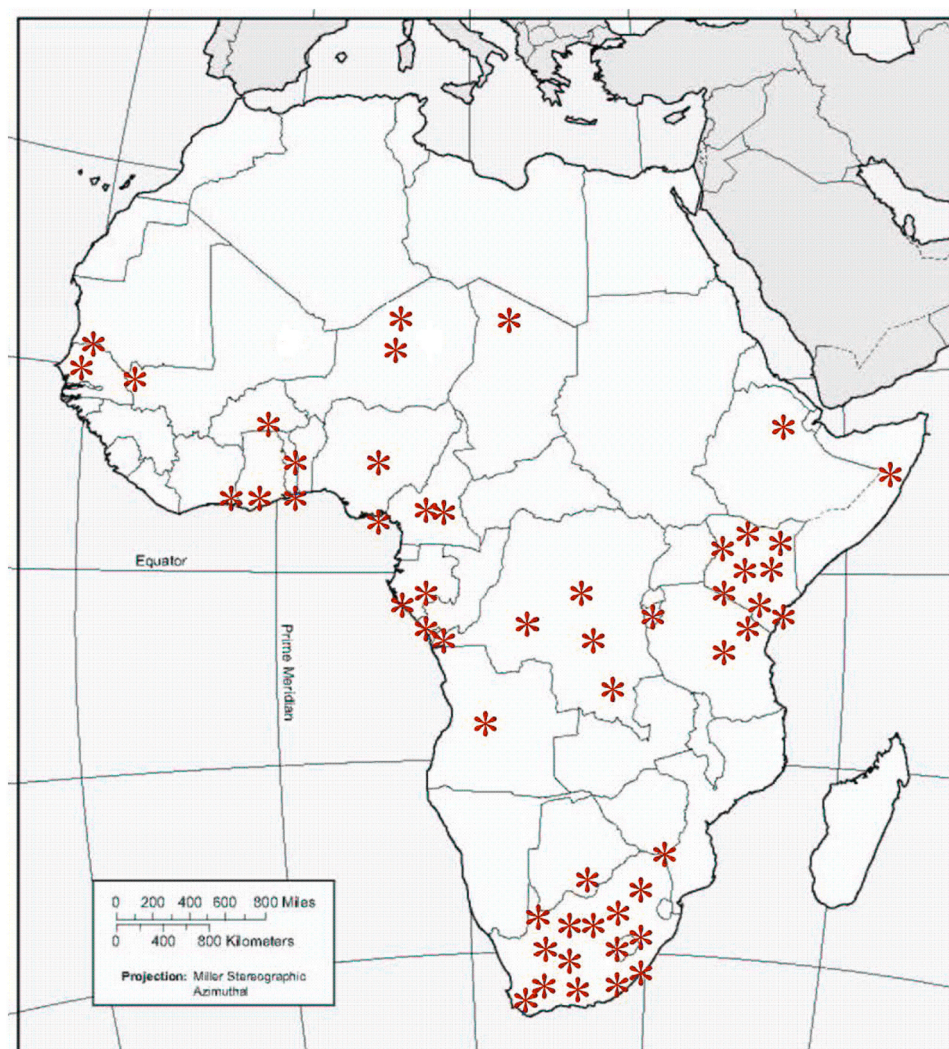 Equator
Prime Meridian
0 200 400 600 800 Miles
0 400 800 Kilometers
Projection: Miller Stereographic
Azimuthal